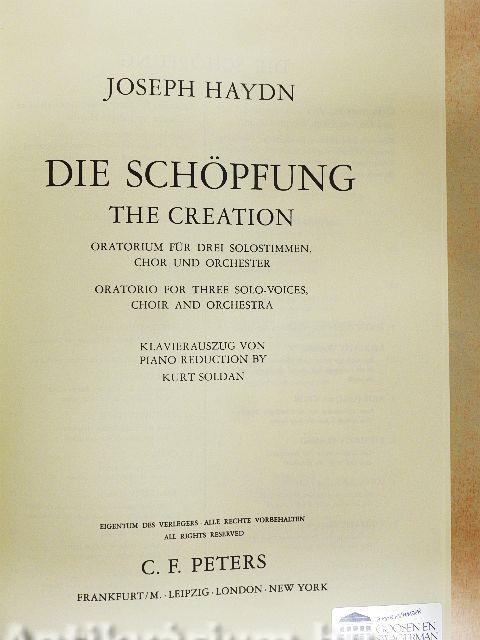 JOSEPH HAYDN
DIE SCHÖPFUNG
THE CREATION
ORATORIUM FÜR DREI SOLOSTIMMEN,
CHOR UND ORCHESTER
ORATORIO FOR THREE SOLO-VOICES,
CHOIR AND ORCHESTRA
KLAVIERAUSZUG VON
PIANO REDUCTION BY
KURT SOLDAN
EIGENTUM DES VERLEGERS · ALLE RECHTE VORBEHALTEN
ALL RIGHTS RESERVED
C. F. PETERS
FRANKFURT/M. · LEIPZIG · LONDON · NEW YORK
GOOSEN EN